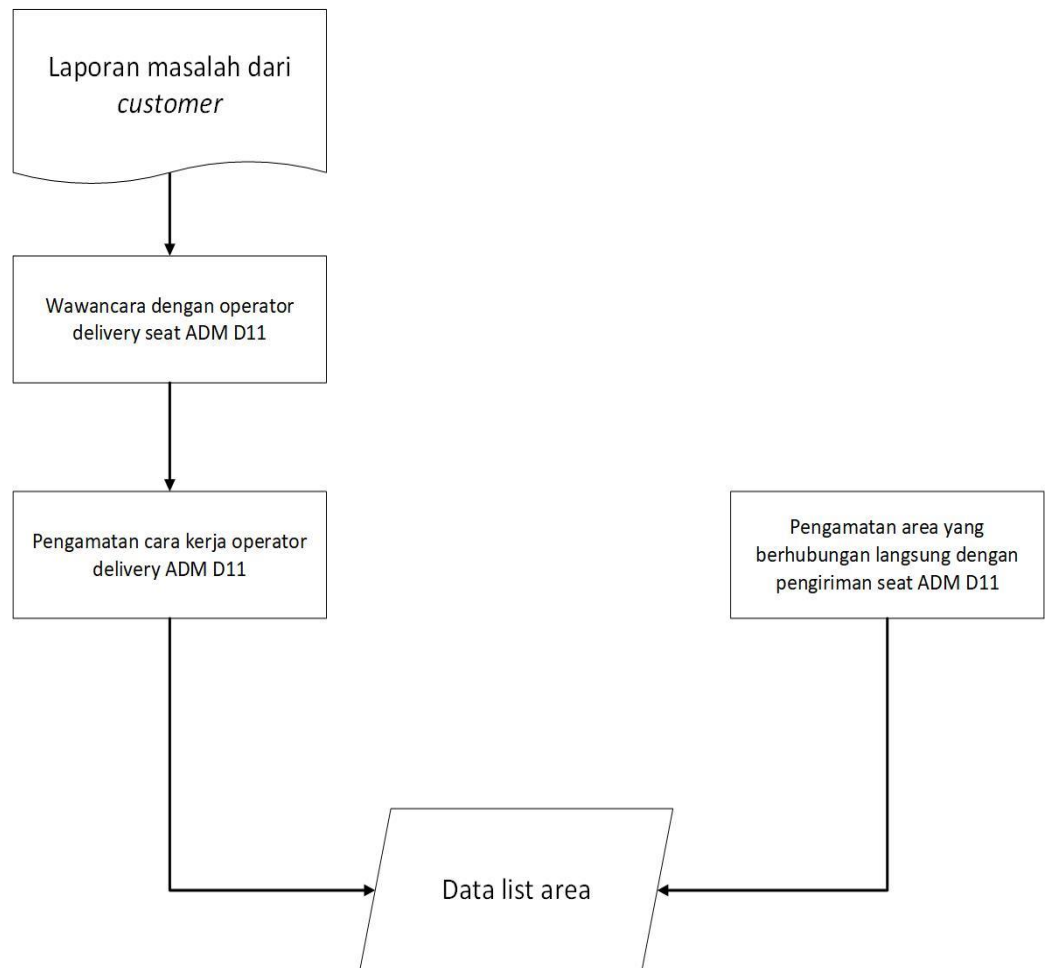 Laporan masalah dari
customer
Wawancara dengan operator
delivery seat ADM D11
Pengamatan cara kerja operator
delivery ADM D11
Pengamatan area yang
berhubungan langsung dengan
pengiriman seat ADM D11
Data list area